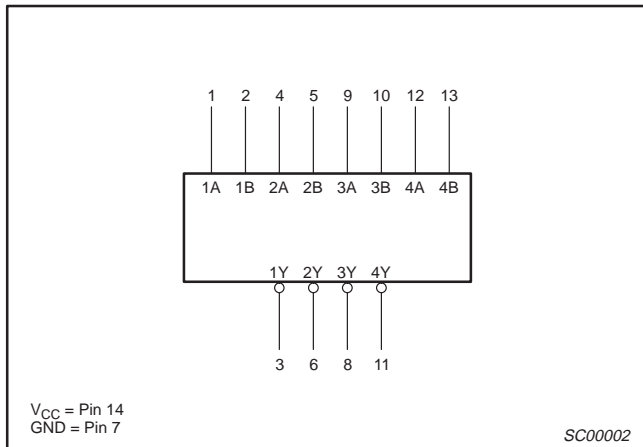 1 2 4 5 9 10 12 13
1A 1B 2A 2B 3A 3B 4A 4B
1Y 2Y 3Y 4Y
3 6 8 11
VCC = Pin 14
GND = Pin 7
SC00002